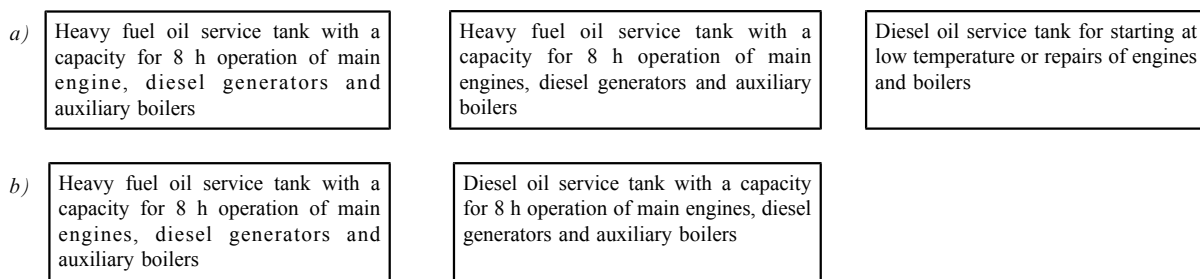 a)
Heavy fuel oil service tank with a
capacity for 8 h operation of main
engine, diesel generators and
auxiliary boilers
Heavy fuel oil service tank with a
capacity for 8 h operation of main
engines, diesel generators and auxiliary
boilers
Diesel oil service tank for starting at
low temperature or repairs of engines
and boilers
b)
Heavy fuel oil service tank with a
capacity for 8 h operation of main
engines, diesel generators and
auxiliary boilers
Diesel oil service tank with a capacity
for 8 h operation of main engines, diesel
generators and auxiliary boilers